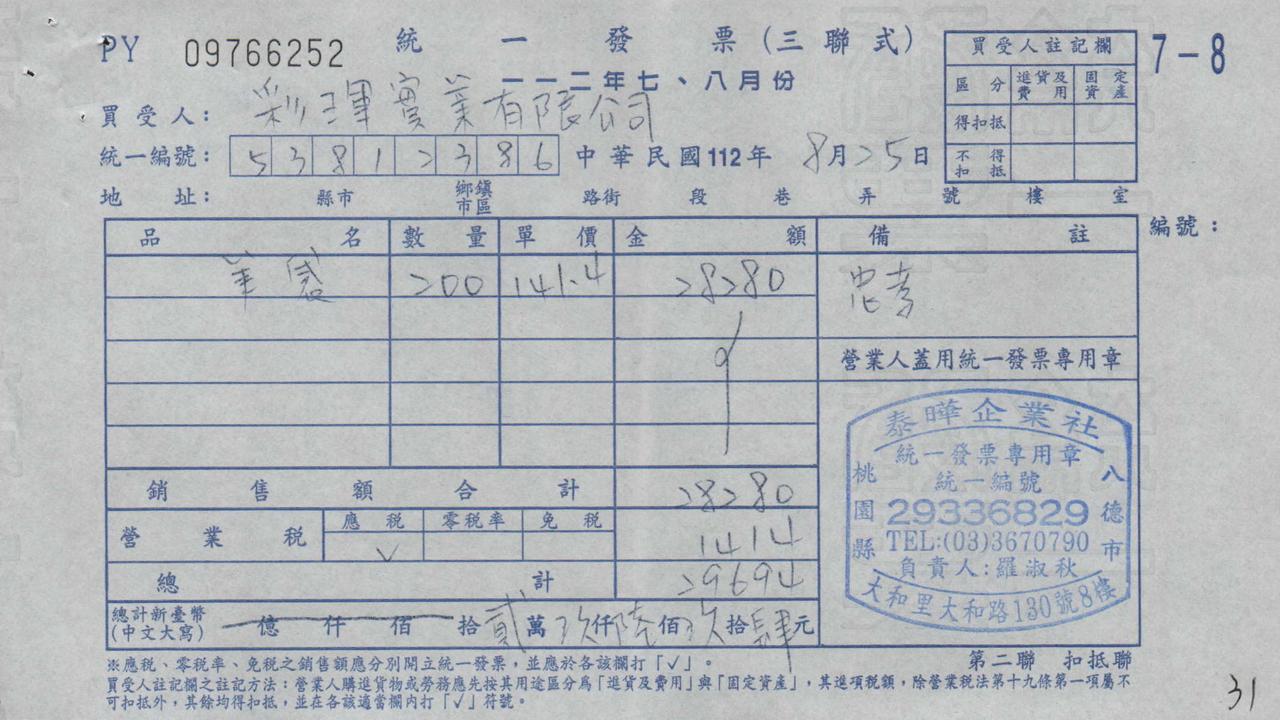 PY 09766252 統一發票(三聯式) 7-8
一一二年七、八月份
買受人註記欄
區分 進貨及費用 固定資產
得扣抵
不得扣抵
買受人: 彩琿實業有限公司
統一編號: 53812386 中華民國112年 8月25日
地址: 縣市 鄉鎮市區 路街 段 巷 弄 號 樓 室
品名 數量 單價 金額 備註 編號:
200 141.4 28280 忠孝
營業人蓋用統一發票專用章
泰曄企業社
統一發票專用章
統一編號
29336829
TEL:(03)3670790
負責人:羅淑秋
桃園縣 八德市
大和里大和路130號8樓
銷售額合計 28280
營業稅 應稅 零稅率 免稅 1414
✓
總計 29694
總計新臺幣(中文大寫) 億仟佰拾貳萬玖仟陸佰玖拾肆元
※應稅、零稅率、免稅之銷售額應分別開立統一發票,並應於各該欄打「✓」。 第二聯 扣抵聯
買受人註記欄之註記方法:營業人購進貨物或勞務應先按其用途區分為「進貨及費用」與「固定資產」,其進項稅額,除營業稅法第十九條第一項屬不
可扣抵外,其餘均得扣抵,並在各該適當欄內打「✓」符號。
31